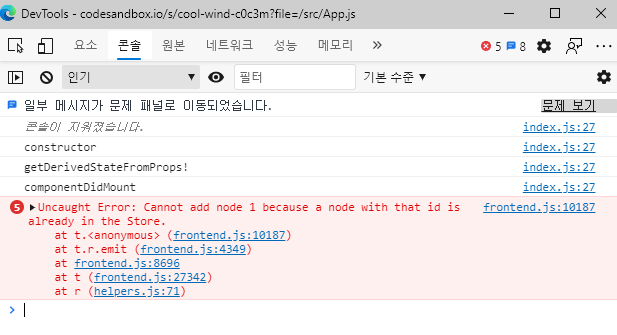 DevTools - codesandbox.io/s/cool-wind-c0c3m?file=/src/App.js
요소 콘솔 원본 네트워크 성능 5 8
인기 필터 기본 수준
일부 메시지가 문제 패널로 이동되었습니다. 문제 보기
콘솔이 지워졌습니다. index.js:27
constructor index.js:27
getDerivedStateFromProps! index.js:27
componentDidMount index.js:27
5 Uncaught Error: Cannot add node 1 because a node with that id is frontend.js:10187
already in the Store.
at t.<anonymous> (frontend.js:10187)
at t.r.emit (frontend.js:4349)
at frontend.js:8696
at t (frontend.js:27342)
at r (helpers.js:71)